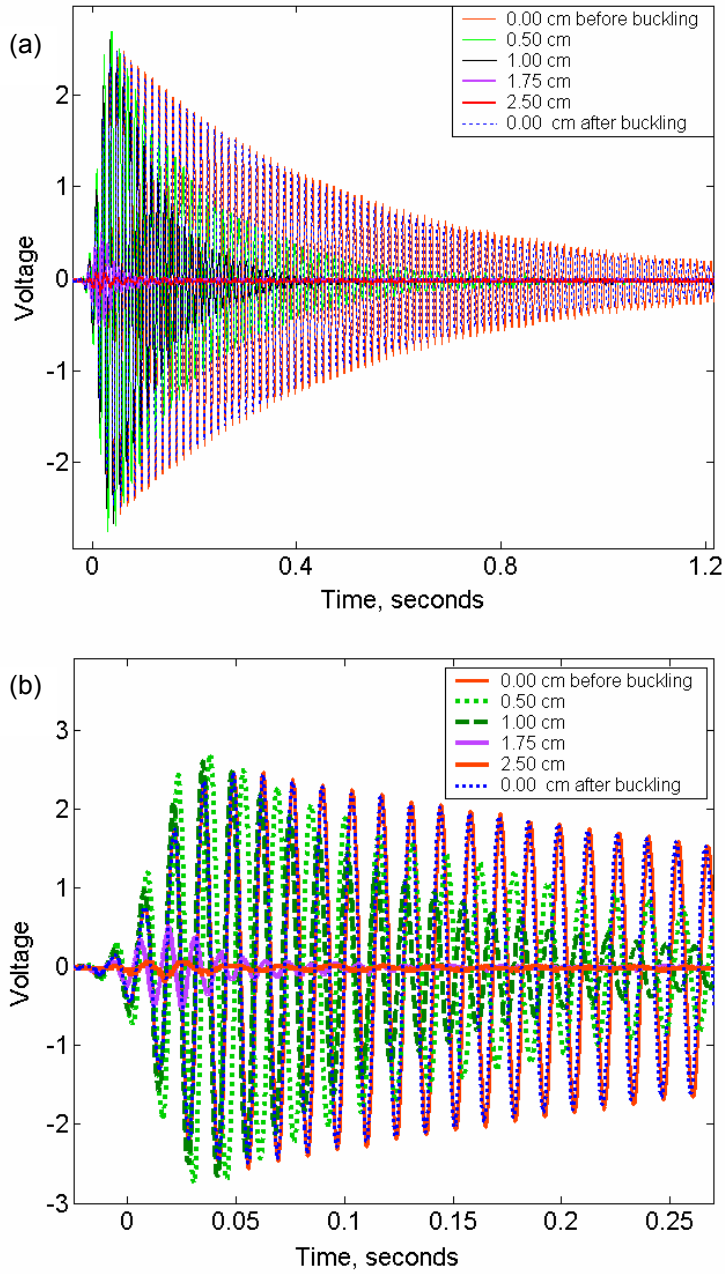 (a)
0.00 cm before buckling
0.50 cm
1.00 cm
1.75 cm
2.50 cm
0.00 cm after buckling
2
1
0
-1
-2
Voltage
0 0.4 0.8 1.2
Time, seconds
(b)
0.00 cm before buckling
0.50 cm
1.00 cm
1.75 cm
2.50 cm
0.00 cm after buckling
3
2
1
0
-1
-2
-3
Voltage
0 0.05 0.1 0.15 0.2 0.25
Time, seconds